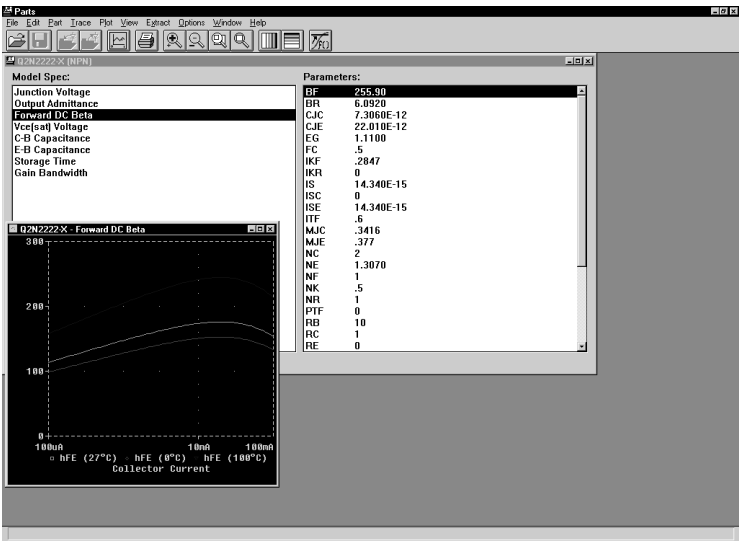 Parts
File Edit Part Trace Plot View Extract Options Window Help
Q2N2222-X (NPN)
Model Spec:
Junction Voltage
Output Admittance
Forward DC Beta
Vce(sat) Voltage
C-B Capacitance
E-B Capacitance
Storage Time
Gain Bandwidth
Parameters:
BF 255.90
BR 6.0920
CJC 7.3060E-12
CJE 22.010E-12
EG 1.1100
FC .5
IKF .2847
IKR 0
IS 14.340E-15
ISC 0
ISE 14.340E-15
ITF .6
MJC .3416
MJE .377
NC 2
NE 1.3070
NF 1
NK .5
NR 1
PTF 0
RB 10
RC 1
RE 0
Q2N2222-X - Forward DC Beta
300
200
100
0
100uA 10mA 100mA
hFE (27°C) hFE (0°C) hFE (100°C)
Collector Current